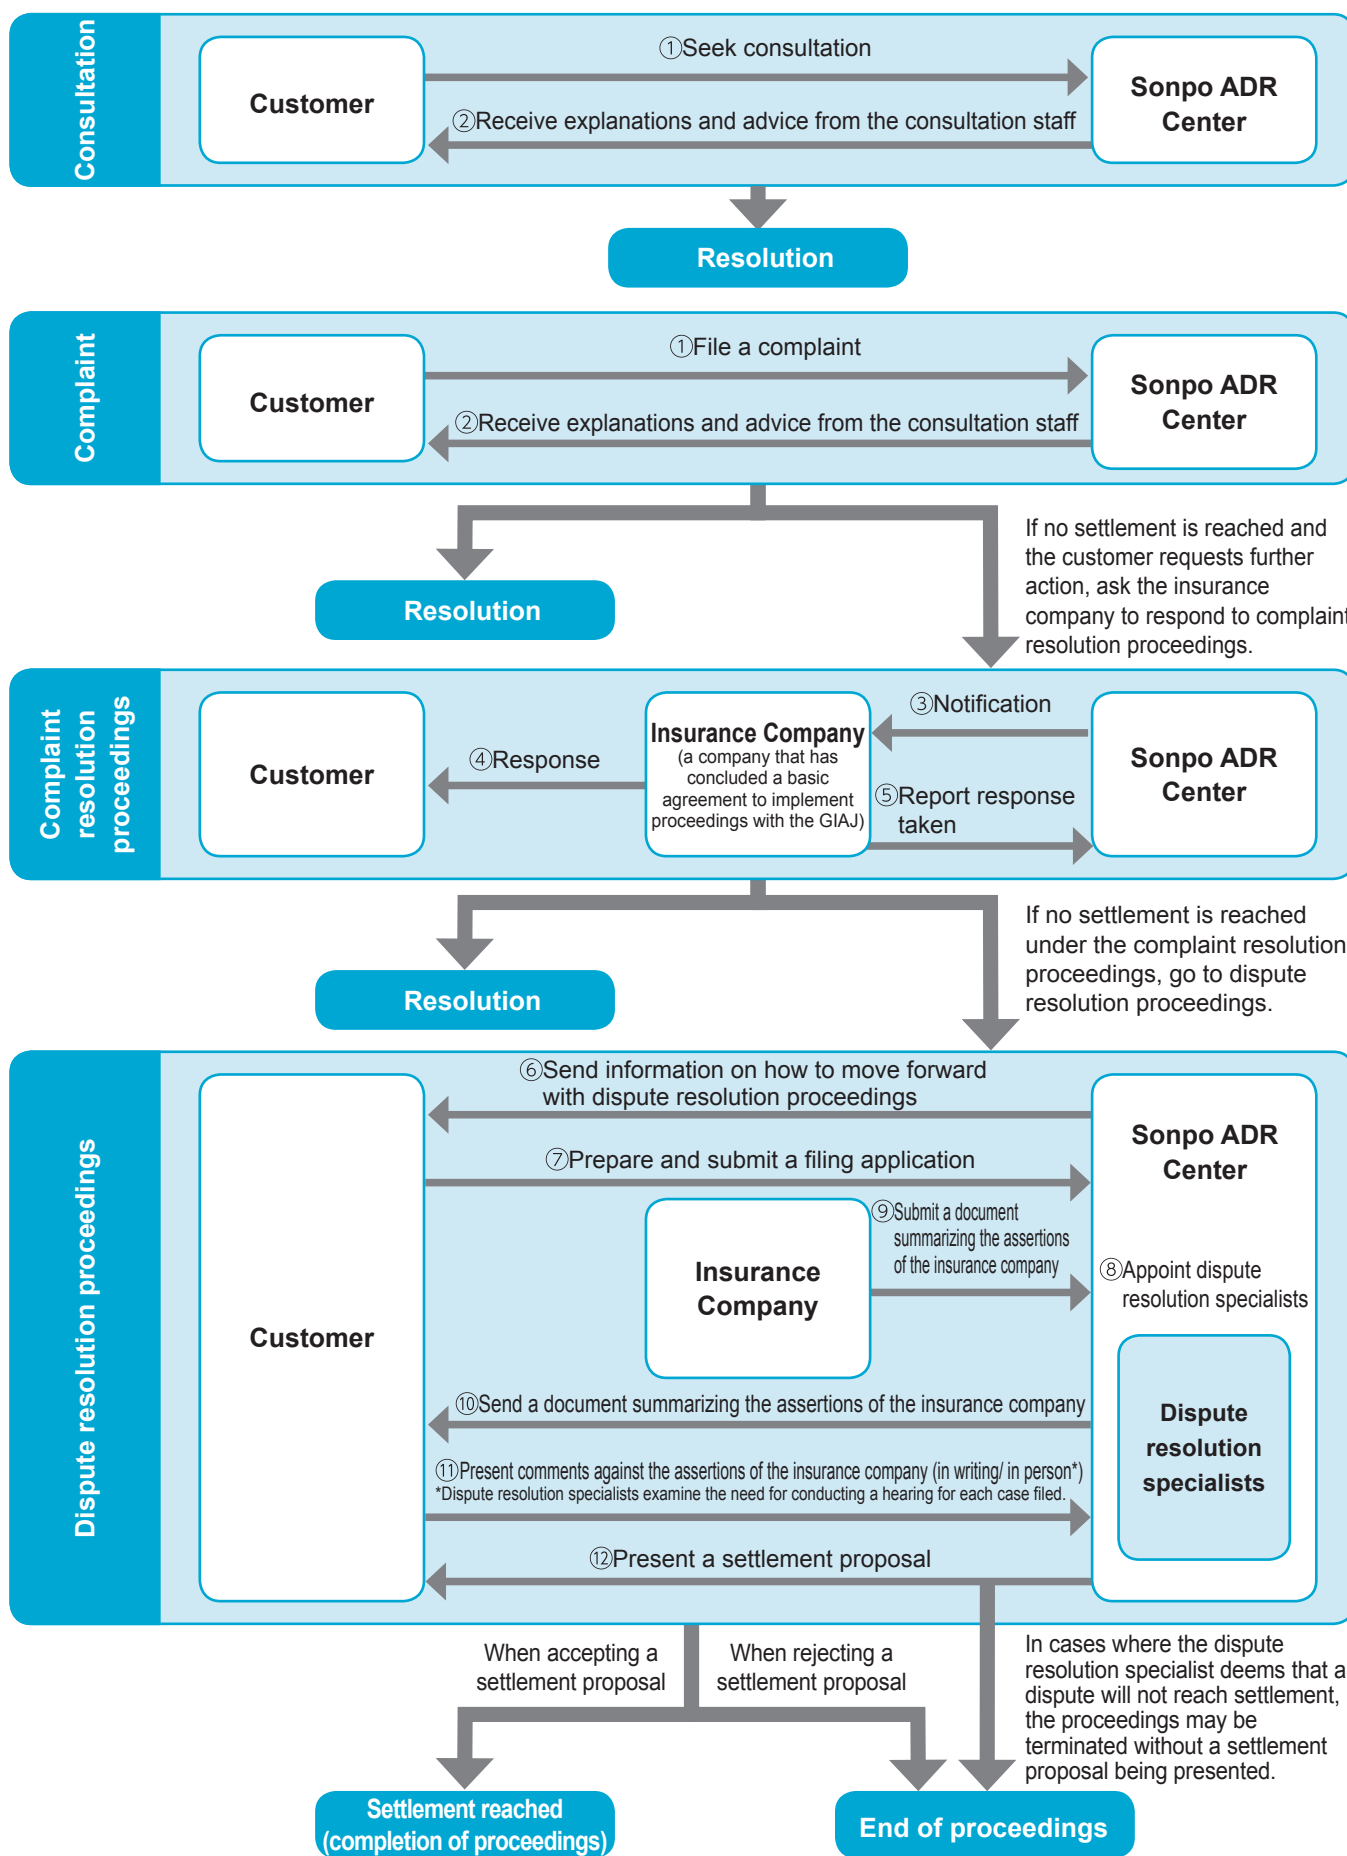 Consultation
Customer
①Seek consultation
②Receive explanations and advice from the consultation staff
Sonpo ADR
Center
Resolution
Complaint
Customer
①File a complaint
②Receive explanations and advice from the consultation staff
Sonpo ADR
Center
If no settlement is reached and
the customer requests further
action, ask the insurance
company to respond to complaint
resolution proceedings.
Resolution
Complaint
resolution
proceedings
Customer
④Response
Insurance Company
(a company that has
concluded a basic
agreement to implement
proceedings with the GIAJ)
③Notification
⑤Report response
taken
Sonpo ADR
Center
If no settlement is reached
under the complaint resolution
proceedings, go to dispute
resolution proceedings.
Resolution
Dispute resolution proceedings
Customer
⑥Send information on how to move forward
with dispute resolution proceedings
⑦Prepare and submit a filing application
Sonpo ADR
Center
Insurance
Company
⑨Submit a document
summarizing the assertions
of the insurance company
⑧Appoint dispute
resolution specialists
Dispute
resolution
specialists
⑩Send a document summarizing the assertions of the insurance company
⑪Present comments against the assertions of the insurance company (in writing/ in person*)
*Dispute resolution specialists examine the need for conducting a hearing for each case filed.
⑫Present a settlement proposal
When accepting a
settlement proposal
When rejecting a
settlement proposal
In cases where the dispute
resolution specialist deems that a
dispute will not reach settlement,
the proceedings may be
terminated without a settlement
proposal being presented.
Settlement reached
(completion of proceedings)
End of proceedings